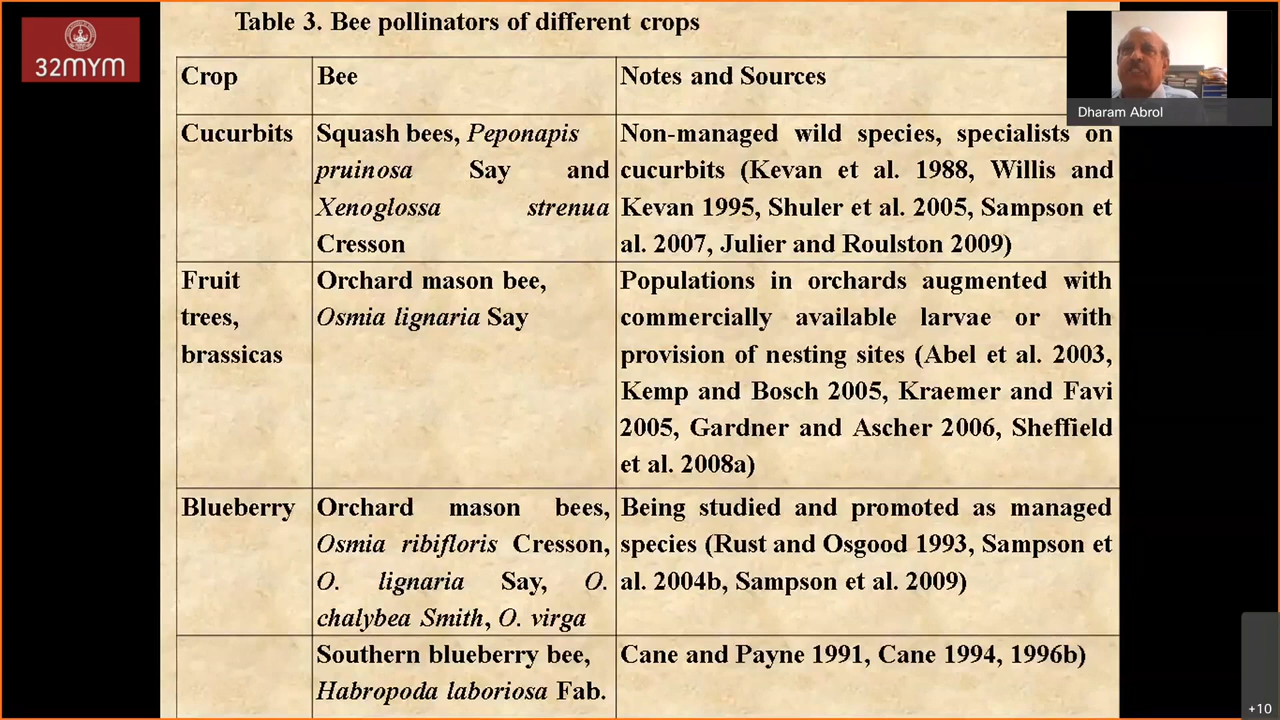 Table 3. Bee pollinators of different crops
32MYM
Dharam Abrol
Crop
Bee
Notes and Sources
Cucurbits
Squash bees, Peponapis
pruinosa Say and
Xenoglossa strenua
Cresson
Non-managed wild species, specialists on
cucurbits (Kevan et al. 1988, Willis and
Kevan 1995, Shuler et al. 2005, Sampson et
al. 2007, Julier and Roulston 2009)
Fruit
trees,
brassicas
Orchard mason bee,
Osmia lignaria Say
Populations in orchards augmented with
commercially available larvae or with
provision of nesting sites (Abel et al. 2003,
Kemp and Bosch 2005, Kraemer and Favi
2005, Gardner and Ascher 2006, Sheffield
et al. 2008a)
Blueberry
Orchard mason bees,
Osmia ribifloris Cresson,
O. lignaria Say, O.
chalybea Smith, O. virga
Being studied and promoted as managed
species (Rust and Osgood 1993, Sampson et
al. 2004b, Sampson et al. 2009)
Southern blueberry bee,
Habropoda laboriosa Fab.
Cane and Payne 1991, Cane 1994, 1996b)
+10